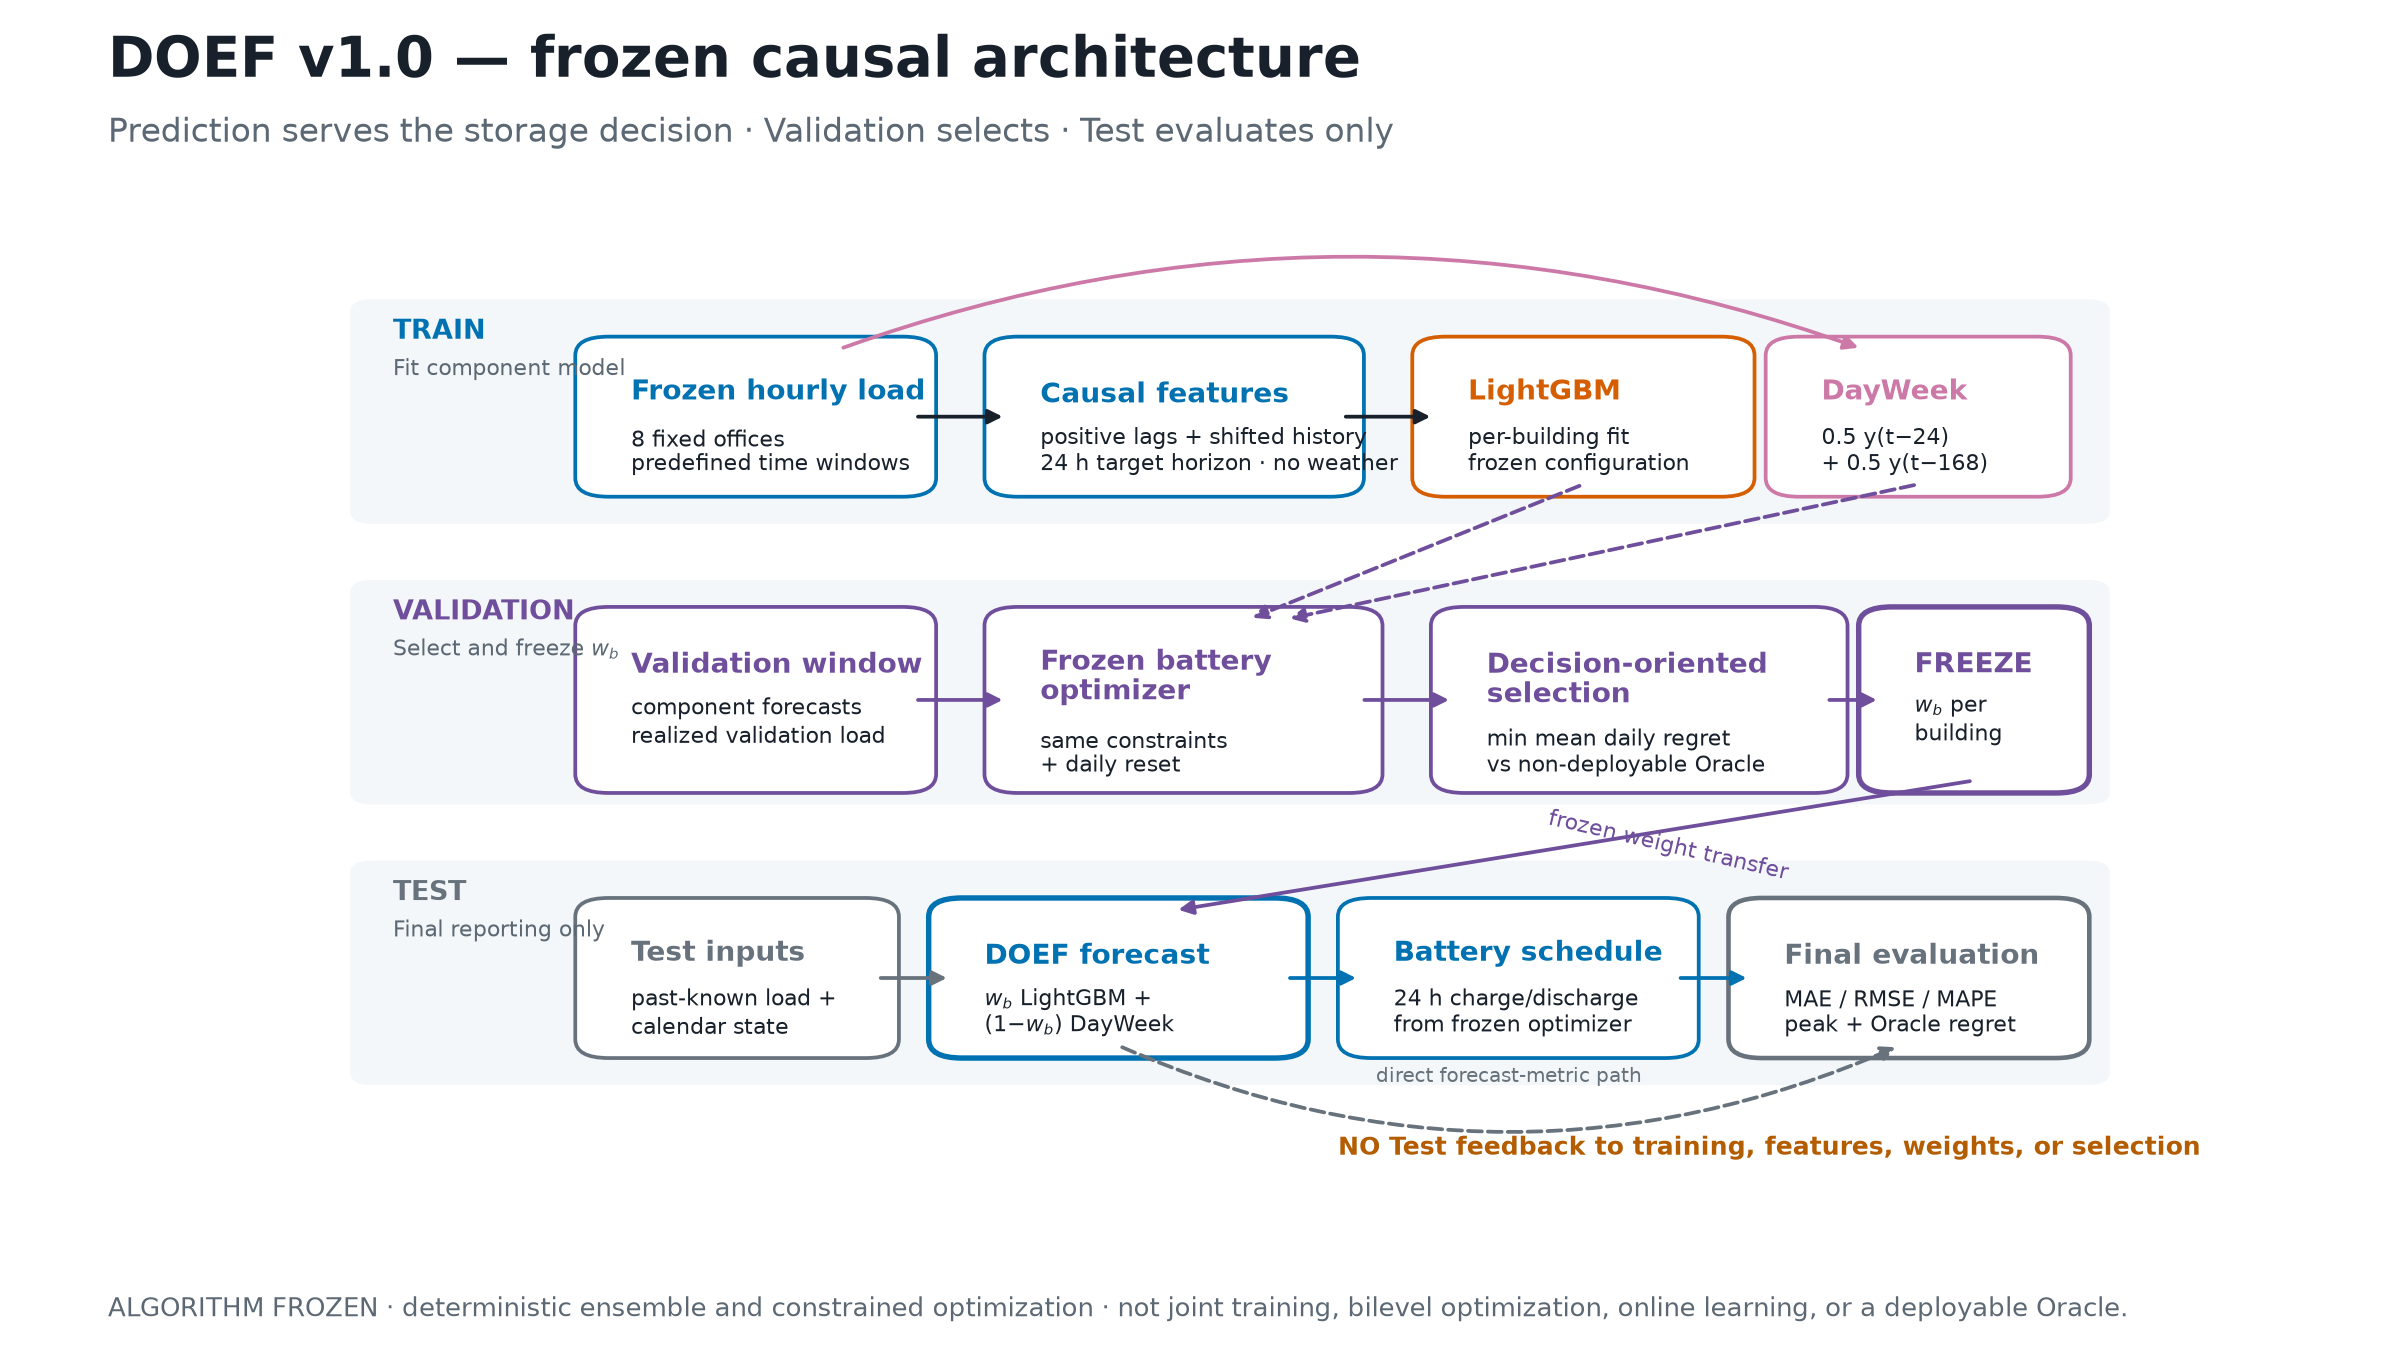 DOEF v1.0 — frozen causal architecture
Prediction serves the storage decision · Validation selects · Test evaluates only
TRAIN
Fit component model
Frozen hourly load
8 fixed offices
predefined time windows
Causal features
positive lags + shifted history
24 h target horizon · no weather
LightGBM
per-building fit
frozen configuration
DayWeek
0.5 y(t−24)
+ 0.5 y(t−168)
VALIDATION
Select and freeze w_b
Validation window
component forecasts
realized validation load
Frozen battery
optimizer
same constraints
+ daily reset
Decision-oriented
selection
min mean daily regret
vs non-deployable Oracle
FREEZE
w_b per
building
frozen weight transfer
TEST
Final reporting only
Test inputs
past-known load +
calendar state
DOEF forecast
w_b LightGBM +
(1−w_b) DayWeek
Battery schedule
24 h charge/discharge
from frozen optimizer
Final evaluation
MAE / RMSE / MAPE
peak + Oracle regret
direct forecast-metric path
NO Test feedback to training, features, weights, or selection
ALGORITHM FROZEN · deterministic ensemble and constrained optimization · not joint training, bilevel optimization, online learning, or a deployable Oracle.